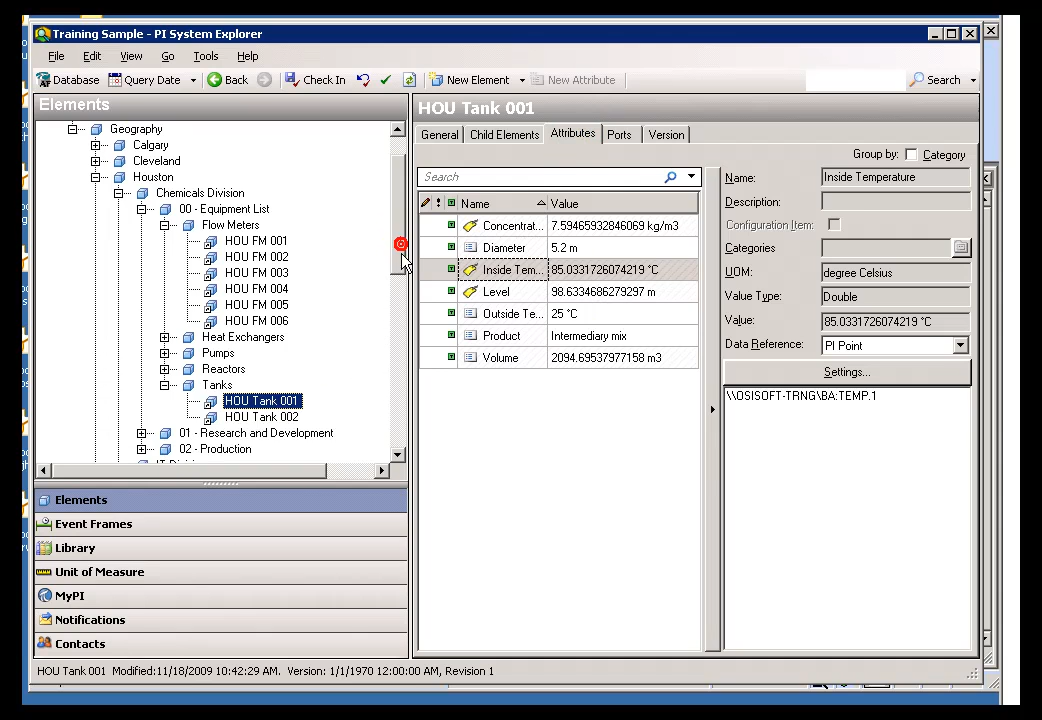 Training Sample - PI System Explorer
File Edit View Go Tools Help
Database Query Date Back Check In New Element New Attribute Search
Elements
Geography
Calgary
Cleveland
Houston
Chemicals Division
00 - Equipment List
Flow Meters
HOU FM 001
HOU FM 002
HOU FM 003
HOU FM 004
HOU FM 005
HOU FM 006
Heat Exchangers
Pumps
Reactors
Tanks
HOU Tank 001
HOU Tank 002
01 - Research and Development
02 - Production
Elements
Event Frames
Library
Unit of Measure
MyPI
Notifications
Contacts
HOU Tank 001
General Child Elements Attributes Ports Version
Group by: Category
Search
Name Value
Concentrat... 7.59465932846069 kg/m3
Diameter 5.2 m
Inside Tem... 85.0331726074219 °C
Level 98.6334686279297 m
Outside Te... 25 °C
Product Intermediary mix
Volume 2094.69537977158 m3
Name: Inside Temperature
Description:
Configuration Item:
Categories
UOM: degree Celsius
Value Type: Double
Value: 85.0331726074219 °C
Data Reference: PI Point
Settings...
\\OSISOFT-TRNG\BA:TEMP.1
HOU Tank 001 Modified:11/18/2009 10:42:29 AM. Version: 1/1/1970 12:00:00 AM, Revision 1